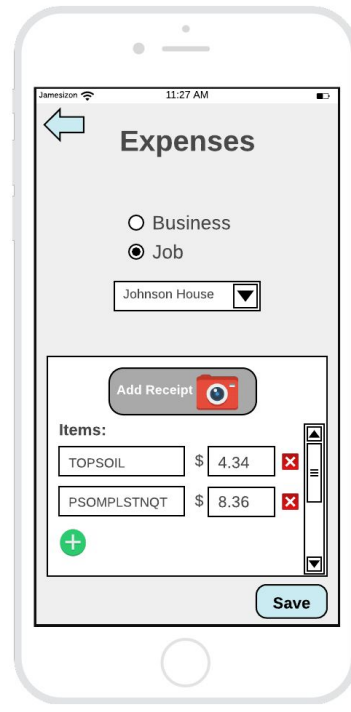 Jamesizon 11:27 AM
Expenses
Business
Job
Johnson House
Add Receipt
Items:
TOPSOIL $ 4.34
PSOMPLSTNQT $ 8.36
Save